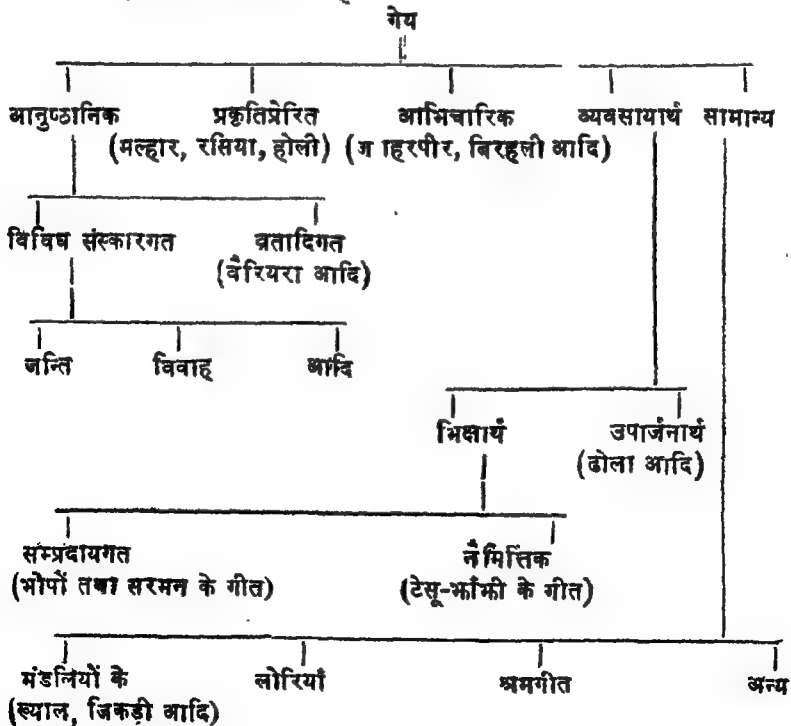 गेय
आनुष्ठानिक प्रकृतिप्रेरित आभिचारिक व्यवसायार्थ सामान्य
(मल्हार, रसिया, होली) (ज ाहरपीर, बिरहुली आदि)
विविध संस्कारगत व्रतादिगत
(वैरियरा आदि)
जन्ति विवाह आदि
भिक्षार्थ उपार्जनार्थ
(ढोला आदि)
सम्प्रदायगत नैमित्तिक
(भोपों तथा सरमन के गीत) (टेसू-झाँझी के गीत)
मंडलियों के लोरियाँ श्रमगीत अन्य
(ख्याल, जिकड़ी आदि)